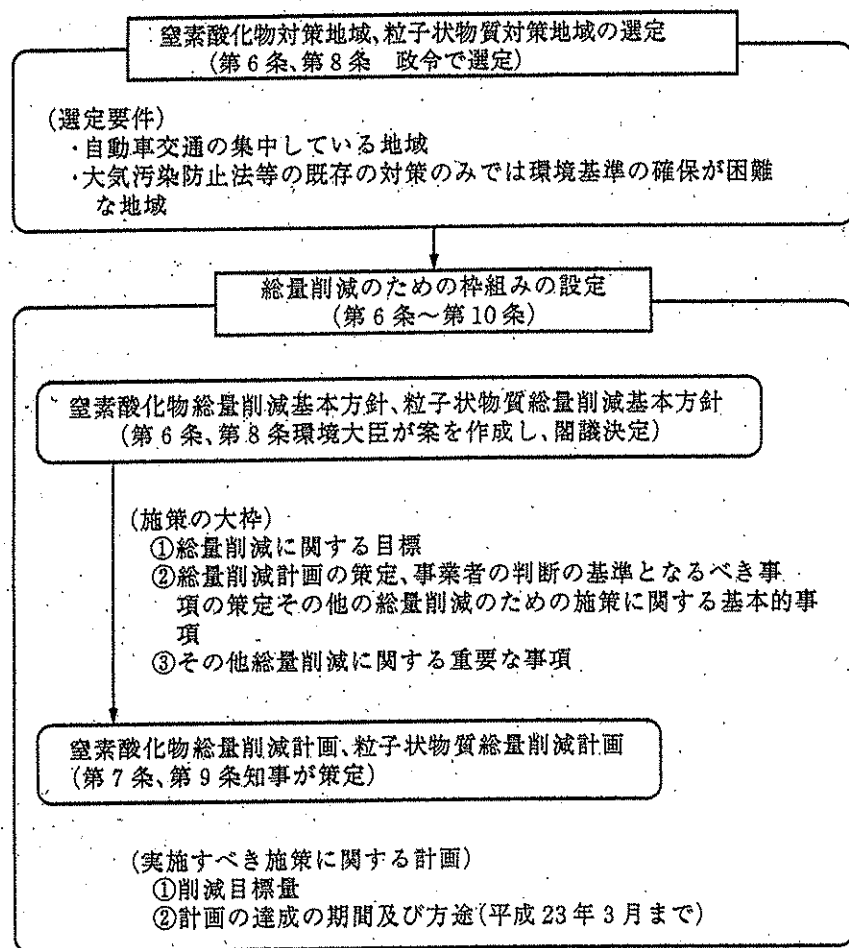 窒素酸化物対策地域、粒子状物質対策地域の選定
(第6条、第8条　政令で選定)
(選定要件)
・自動車交通の集中している地域
・大気汚染防止法等の既存の対策のみでは環境基準の確保が困難
な地域
総量削減のための枠組みの設定
(第6条～第10条)
窒素酸化物総量削減基本方針、粒子状物質総量削減基本方針
(第6条、第8条環境大臣が案を作成し、閣議決定)
(施策の大枠)
①総量削減に関する目標
②総量削減計画の策定、事業者の判断の基準となるべき事
項の策定その他の総量削減のための施策に関する基本的事
項
③その他総量削減に関する重要な事項
窒素酸化物総量削減計画、粒子状物質総量削減計画
(第7条、第9条知事が策定)
(実施すべき施策に関する計画)
①削減目標量
②計画の達成の期間及び方途(平成23年3月まで)